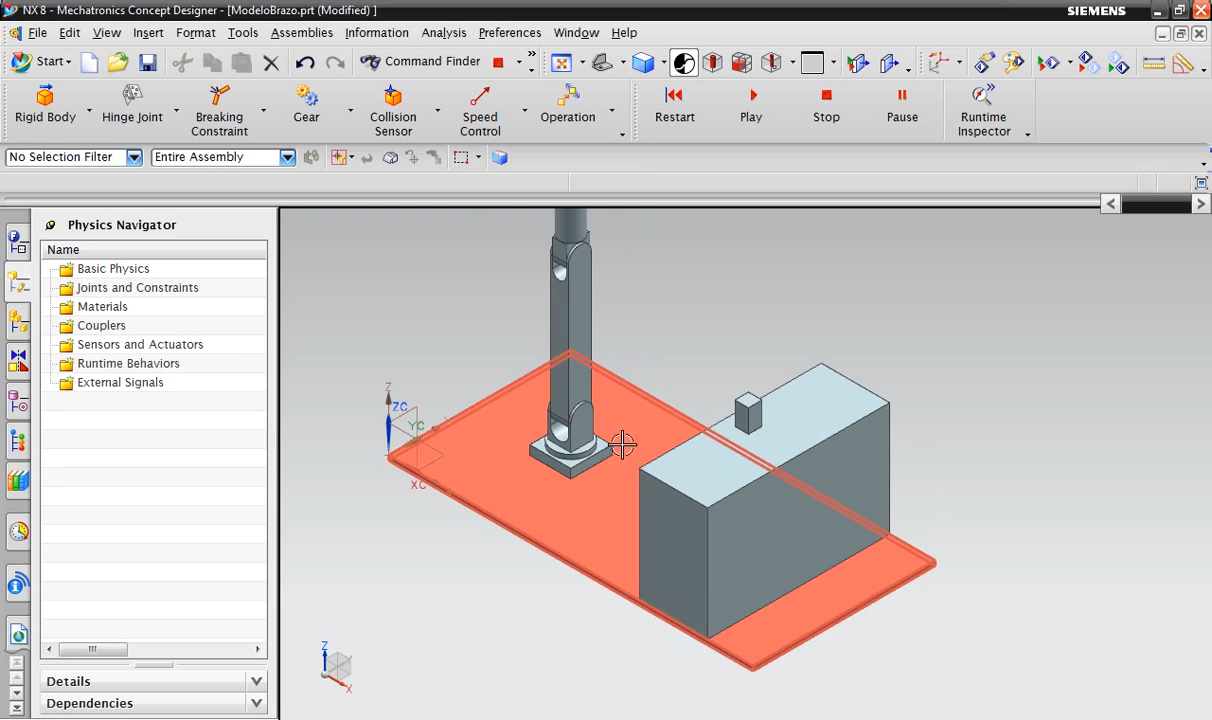 NX 8 - Mechatronics Concept Designer - [ModeloBrazo.prt (Modified) ]
SIEMENS
File Edit View Insert Format Tools Assemblies Information Analysis Preferences Window Help
Start Command Finder
Rigid Body Hinge Joint Breaking Constraint Gear Collision Sensor Speed Control Operation Restart Play Stop Pause Runtime Inspector
No Selection Filter Entire Assembly
Physics Navigator
Name
Basic Physics
Joints and Constraints
Materials
Couplers
Sensors and Actuators
Runtime Behaviors
External Signals
Details
Dependencies
Z
ZC
YC
XC
Z
X